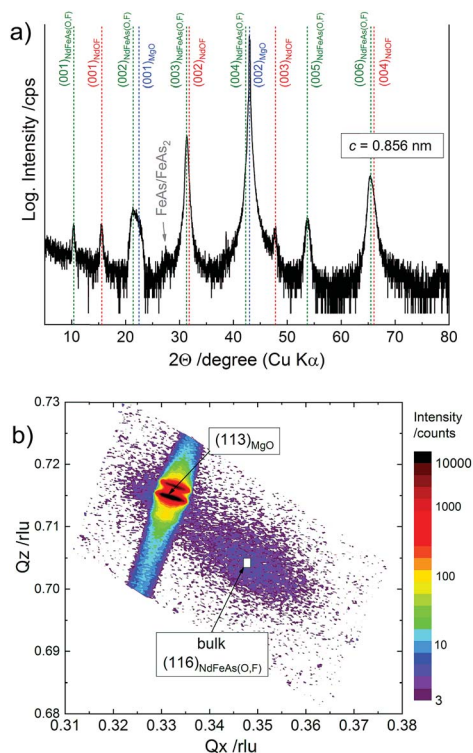 a)
(001)NdFeAs(O,F)
(001)NdOF
(002)NdFeAs(O,F)
(001)MgO
FeAs/FeAs2
(003)NdFeAs(O,F)
(002)NdOF
(004)NdFeAs(O,F)
(002)MgO
(003)NdOF
(005)NdFeAs(O,F)
(006)NdFeAs(O,F)
(004)NdOF
c = 0.856 nm
Log. Intensity /cps
10 20 30 40 50 60 70 80
2Θ /degree (Cu Kα)
b)
0.73
0.72
0.71
0.70
0.69
0.68
Qz /rlu
(113)MgO
bulk
(116)NdFeAs(O,F)
0.31 0.32 0.33 0.34 0.35 0.36 0.37 0.38
Qx /rlu
Intensity
/counts
10000
1000
100
10
3